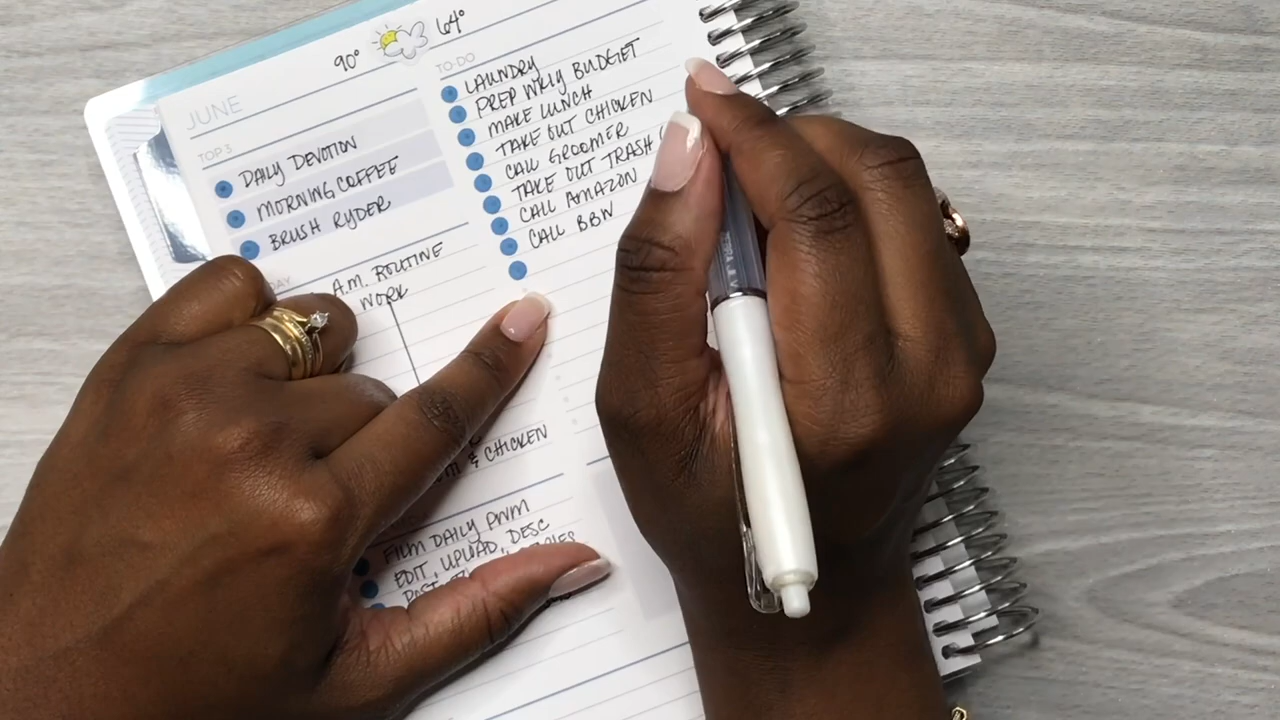 90° 64°
JUNE
TOP 3
DAILY DEVOTION
MORNING COFFEE
BRUSH RYDER
TO-DO
LAUNDRY
PREP WKLY BUDGET
MAKE LUNCH
TAKE OUT CHICKEN
CALL GROOMER
TAKE OUT TRASH
CALL AMAZON
CALL BBW
A.M. ROUTINE
WORK
& CHICKEN
FILM DAILY PWM
EDIT, UPLOAD, DESC